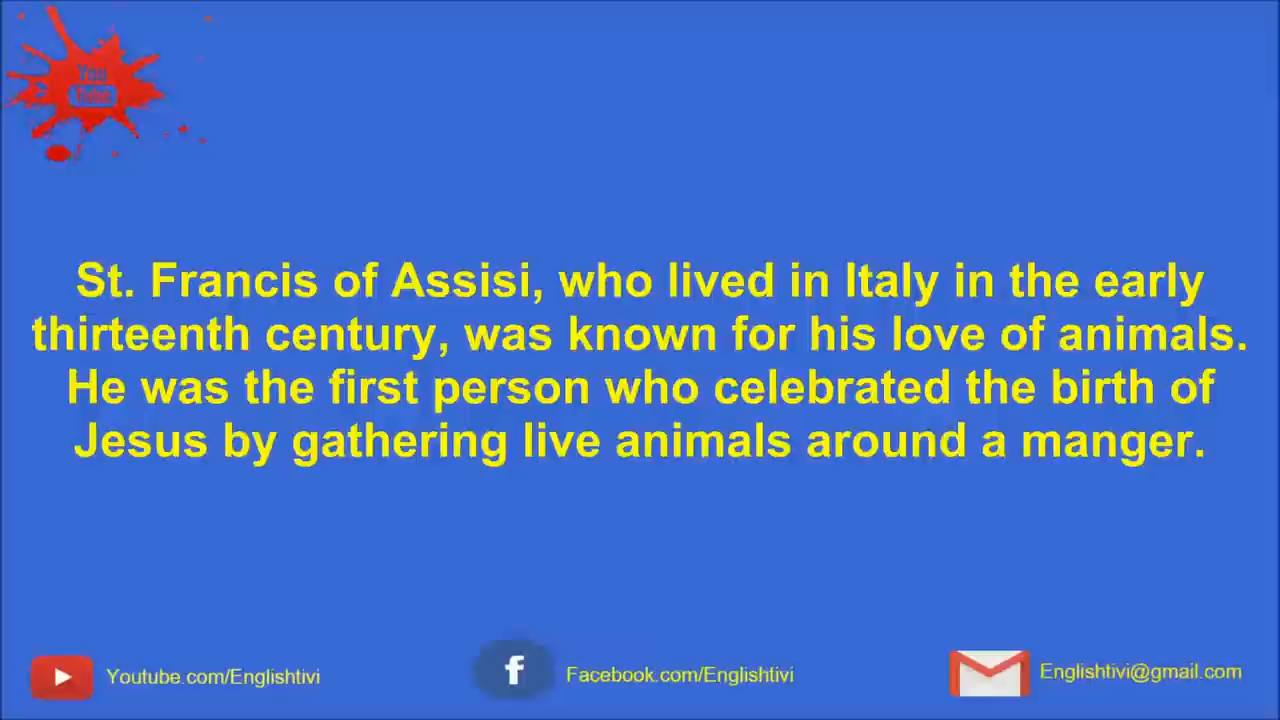 You
Tube
St. Francis of Assisi, who lived in Italy in the early
thirteenth century, was known for his love of animals.
He was the first person who celebrated the birth of
Jesus by gathering live animals around a manger.
Youtube.com/Englishtivi
f
Facebook.com/Englishtivi
Englishtivi@gmail.com